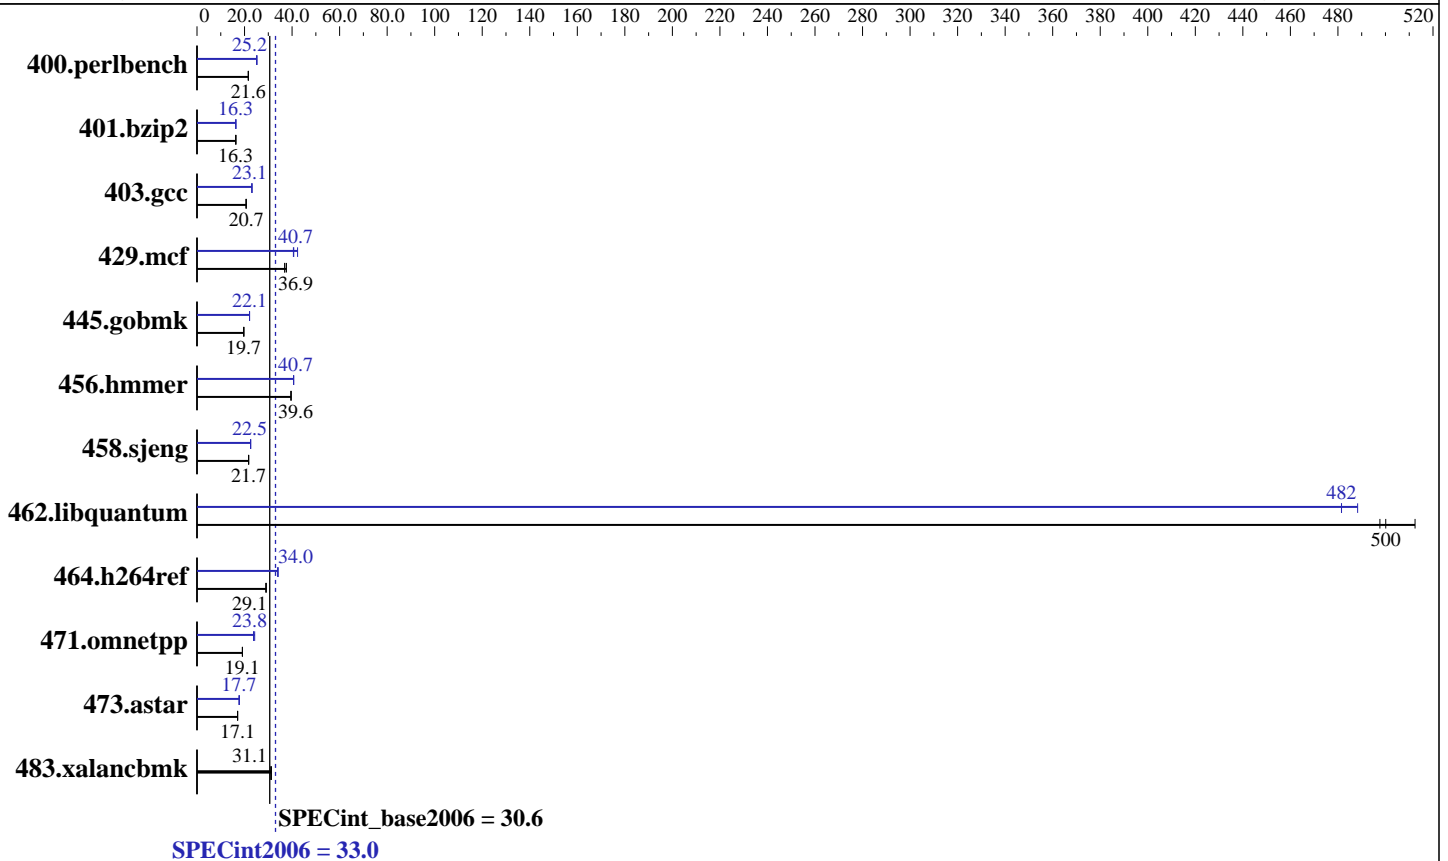 0 20.0 40.0 60.0 80.0 100 120 140 160 180 200 220 240 260 280 300 320 340 360 380 400 420 440 460 480 520
25.2
400.perlbench
21.6
16.3
401.bzip2
16.3
23.1
403.gcc
20.7
40.7
429.mcf
36.9
22.1
445.gobmk
19.7
40.7
456.hmmer
39.6
22.5
458.sjeng
21.7
482
462.libquantum
500
34.0
464.h264ref
29.1
23.8
471.omnetpp
19.1
17.7
473.astar
17.1
31.1
483.xalancbmk
SPECint_base2006 = 30.6
SPECint2006 = 33.0